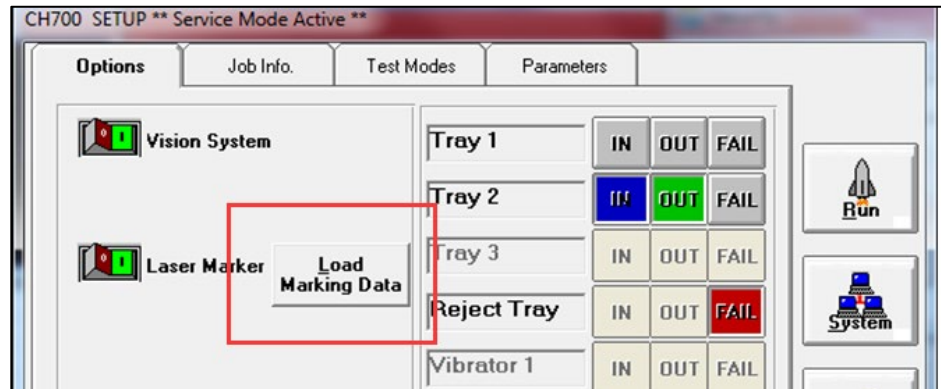 CH700 SETUP ** Service Mode Active **
Options Job Info. Test Modes Parameters
Vision System
Laser Marker
Load
Marking Data
Tray 1 IN OUT FAIL
Tray 2 IN OUT FAIL
Tray 3 IN OUT FAIL
Reject Tray IN OUT FAIL
Vibrator 1 IN OUT FAIL
Run
System